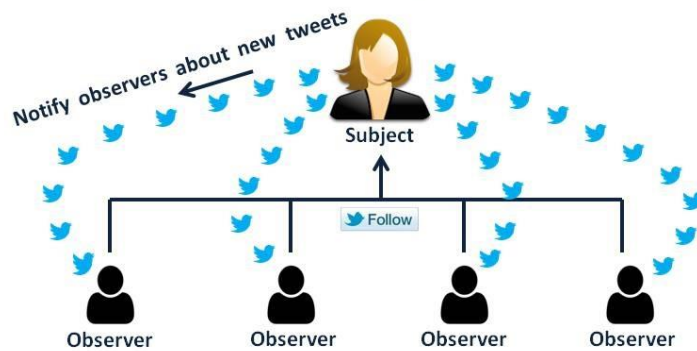 Notify observers about new tweets
Subject
Follow
Observer
Observer
Observer
Observer